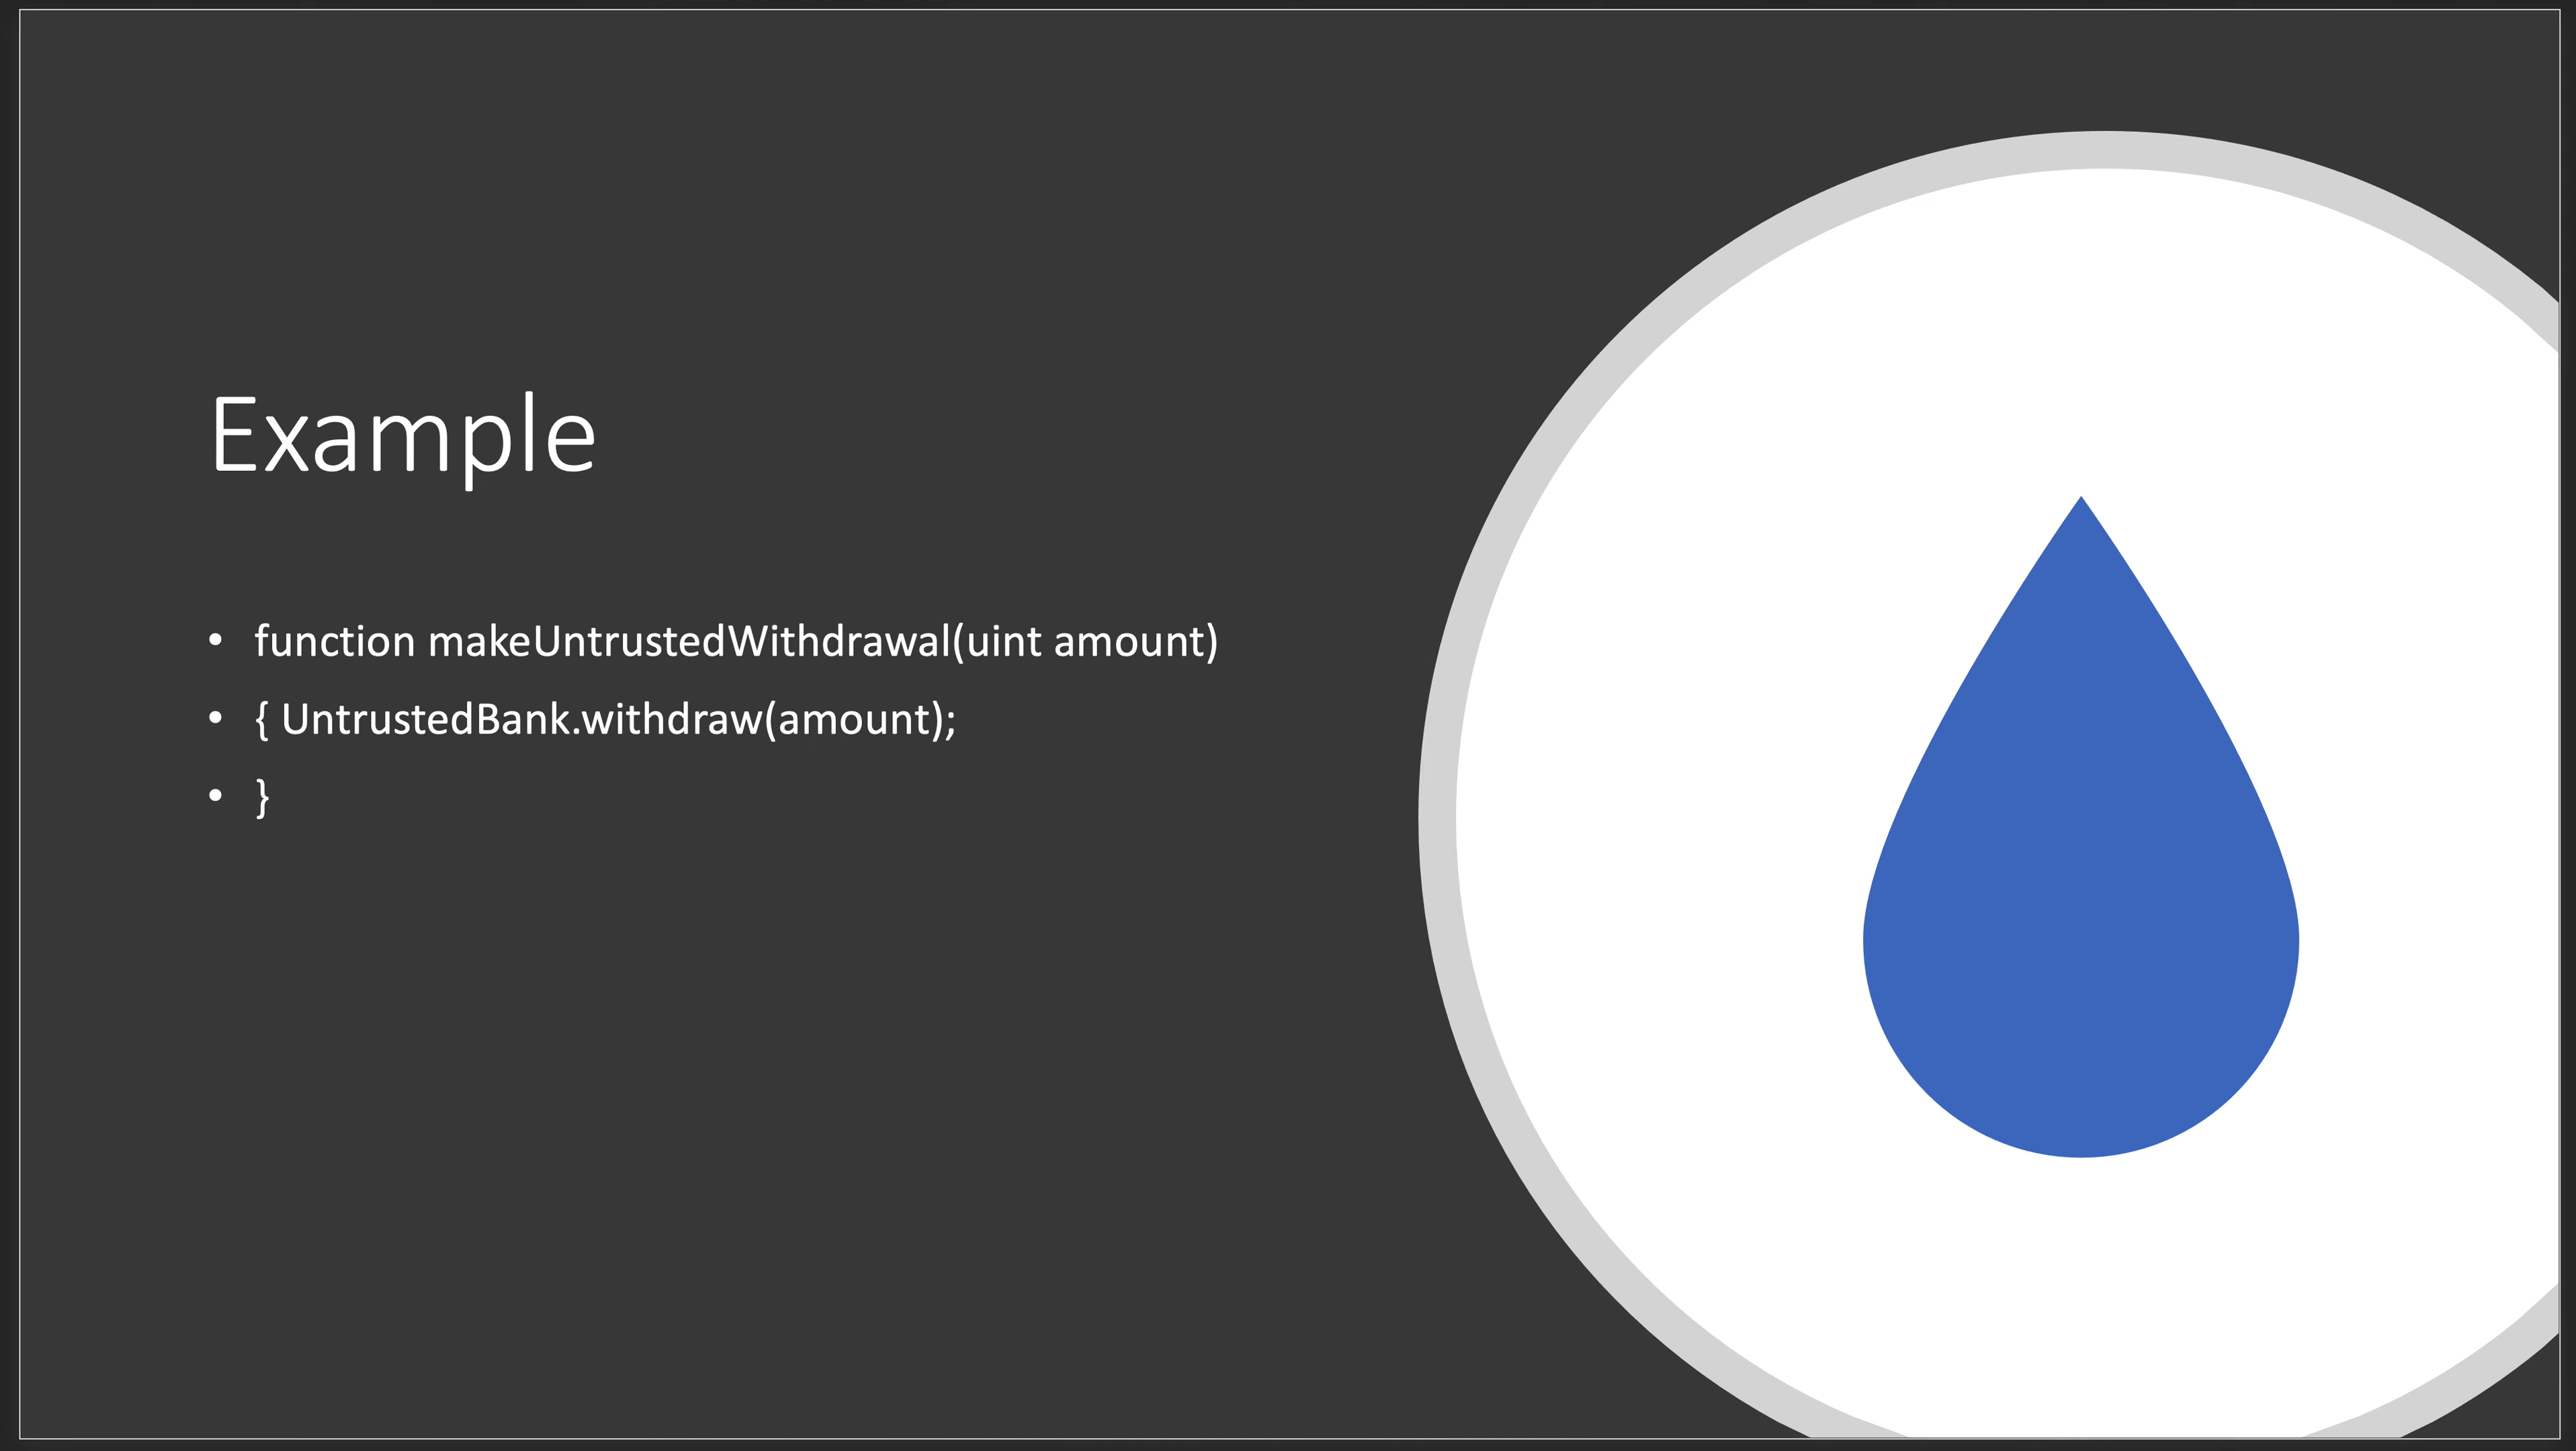 Example
• function makeUntrustedWithdrawal(uint amount)
• { UntrustedBank.withdraw(amount);
• }